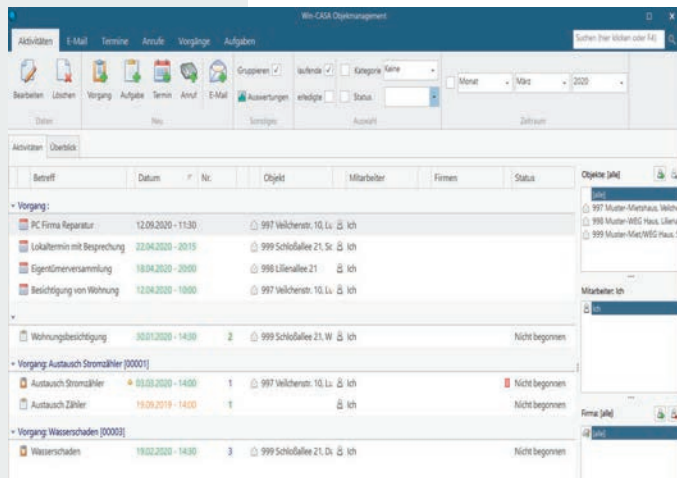 Win-CASA Objektmanagement
Aktivitäten E-Mail Termine Anrufe Vorgänge Aufgaben
Suchen (hier klicken oder F4)
Bearbeiten Löschen Vorgang Aufgabe Termin Anruf E-Mail
Gruppieren laufende Kategorie Keine
Auswertungen erledigte Status
Monat März 2020
Daten Neu Sonstiges Auswahl Zeitraum
Aktivitäten Überblick
Betreff Datum Nr. Objekt Mitarbeiter Firmen Status
Vorgang :
PC Firma Reparatur 12.09.2020 - 11:30 997 Veilchenstr. 10, Lu Ich
Lokaltermin mit Besprechung 22.04.2020 - 20:15 999 Schloßallee 21, Ich
Eigentümerversammlung 18.04.2020 - 20:00 998 Lilienallee 21 Ich
Besichtigung von Wohnung 12.04.2020 - 10:00 997 Veilchenstr. 10, Lu Ich
Wohnungsbesichtigung 30.01.2020 - 14:30 2 999 Schloßallee 21, W Ich Nicht begonnen
Vorgang: Austausch Stromzähler [00001]
Austausch Stromzähler 03.03.2020 - 14:00 1 997 Veilchenstr. 10, Lu Ich Nicht begonnen
Austausch Zähler 19.09.2019 - 14:00 1 Ich Nicht begonnen
Vorgang: Wasserschaden [00003]
Wasserschaden 19.02.2020 - 14:30 3 999 Schloßallee 21, Ich Nicht begonnen
Objekte: [alle]
[alle]
997 Muster-Mietshaus, Veilche
998 Muster-WEG Haus, Liliena
999 Muster-Miet/WEG Haus, S
Mitarbeiter: Ich
Ich
Firma: [alle]
[alle]